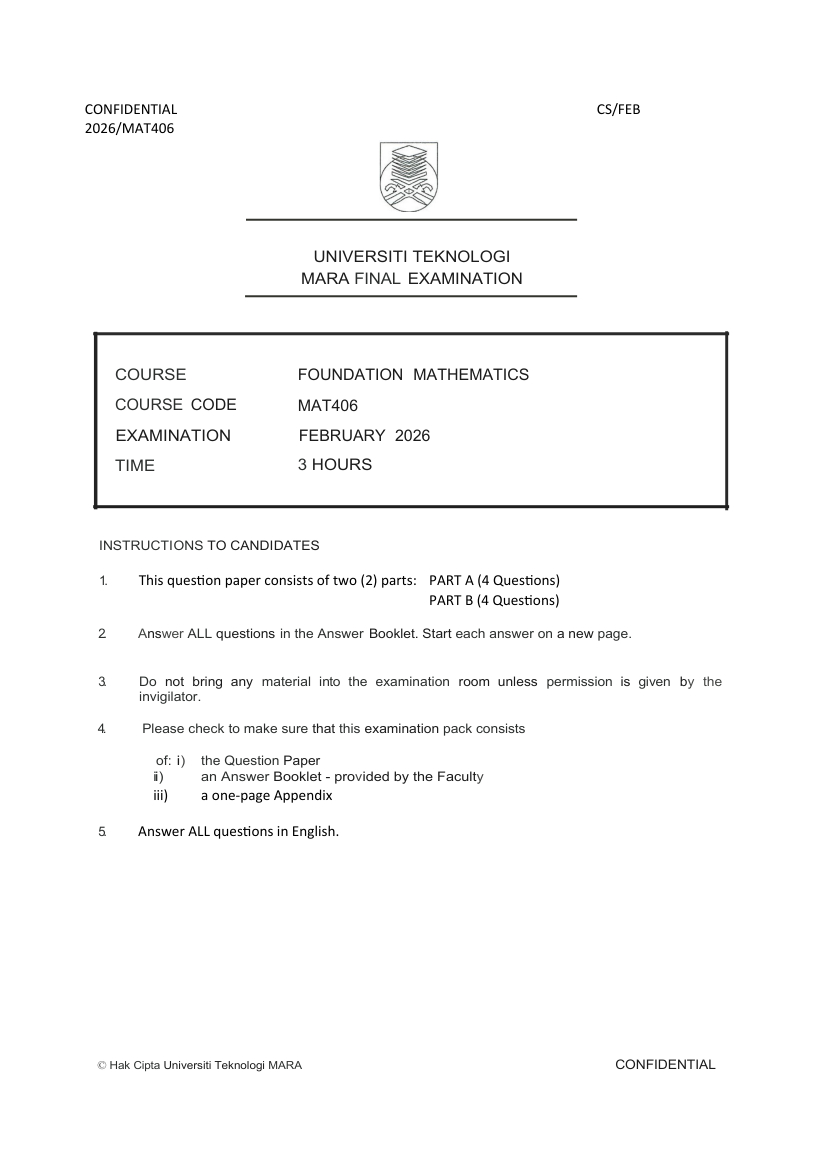 CONFIDENTIAL CS/FEB
2026/MAT406
UNIVERSITI TEKNOLOGI
MARA FINAL EXAMINATION
COURSE FOUNDATION MATHEMATICS
COURSE CODE MAT406
EXAMINATION FEBRUARY 2026
TIME 3 HOURS
INSTRUCTIONS TO CANDIDATES
1. This question paper consists of two (2) parts: PART A (4 Questions)
PART B (4 Questions)
2. Answer ALL questions in the Answer Booklet. Start each answer on a new page.
3. Do not bring any material into the examination room unless permission is given by the
invigilator.
4. Please check to make sure that this examination pack consists
of: i) the Question Paper
ii) an Answer Booklet - provided by the Faculty
iii) a one-page Appendix
5. Answer ALL questions in English.
© Hak Cipta Universiti Teknologi MARA CONFIDENTIAL